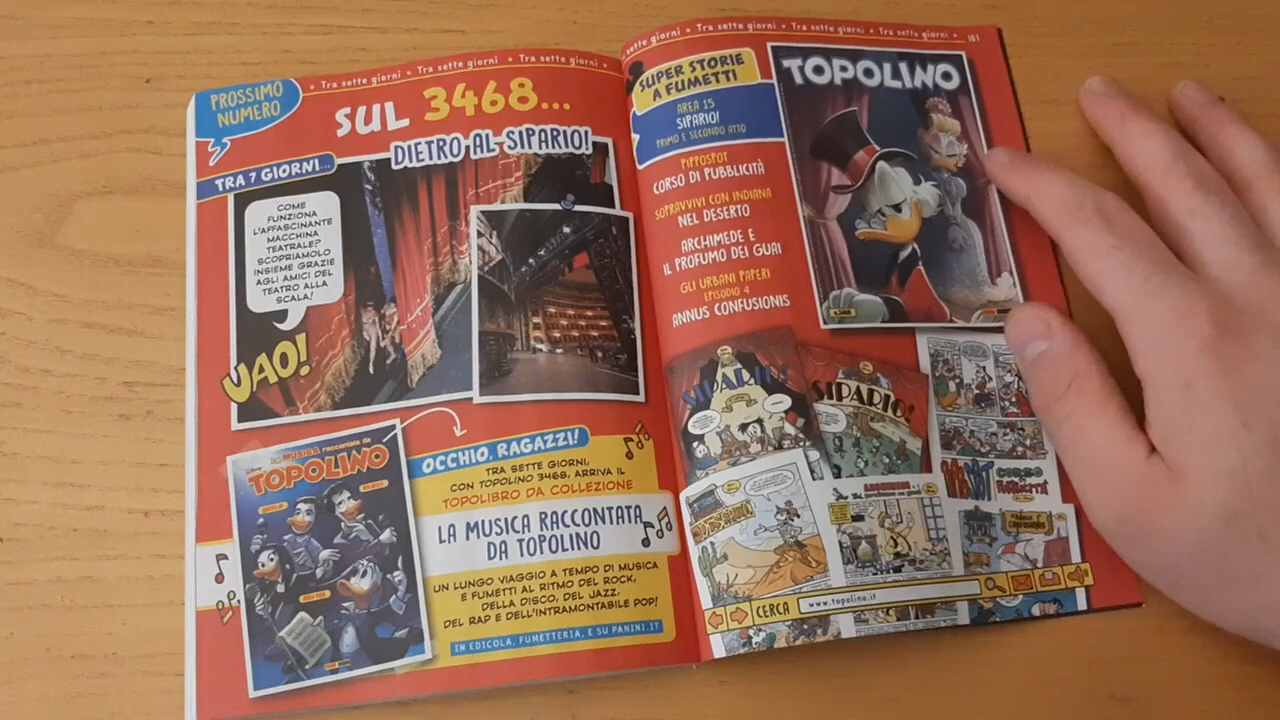 Tra sette giorni • Tra sette giorni • Tra sette giorni •
PROSSIMO
NUMERO
SUL 3468...
DIETRO AL SIPARIO!
TRA 7 GIORNI...
COME
FUNZIONA
L'AFFASCINANTE
MACCHINA
TEATRALE?
SCOPRIAMOLO
INSIEME GRAZIE
AGLI AMICI DEL
TEATRO ALLA
SCALA!
UAO!
LA MUSICA raccontata da
TOPOLINO
OCCHIO, RAGAZZI!
TRA SETTE GIORNI,
CON TOPOLINO 3468, ARRIVA IL
TOPOLIBRO DA COLLEZIONE
LA MUSICA RACCONTATA
DA TOPOLINO
UN LUNGO VIAGGIO A TEMPO DI MUSICA
E FUMETTI AL RITMO DEL ROCK,
DELLA DISCO, DEL JAZZ,
DEL RAP E DELL'INTRAMONTABILE POP!
IN EDICOLA, FUMETTERIA, E SU PANINI.IT
sette giorni • Tra sette giorni • Tra sette giorni • Tra sette giorni •
161
SUPER STORIE
A FUMETTI
AREA 15
SIPARIO!
PRIMO E SECONDO ATTO
PIPPOSPOT
CORSO DI PUBBLICITÀ
SOPRAVVIVI CON INDIANA
NEL DESERTO
ARCHIMEDE E
IL PROFUMO DEI GUAI
GLI URBANI PAPERI
EPISODIO 4
ANNUS CONFUSIONIS
TOPOLINO
SIPARIO!
SIPARIO!
CERCA
www.topolino.it